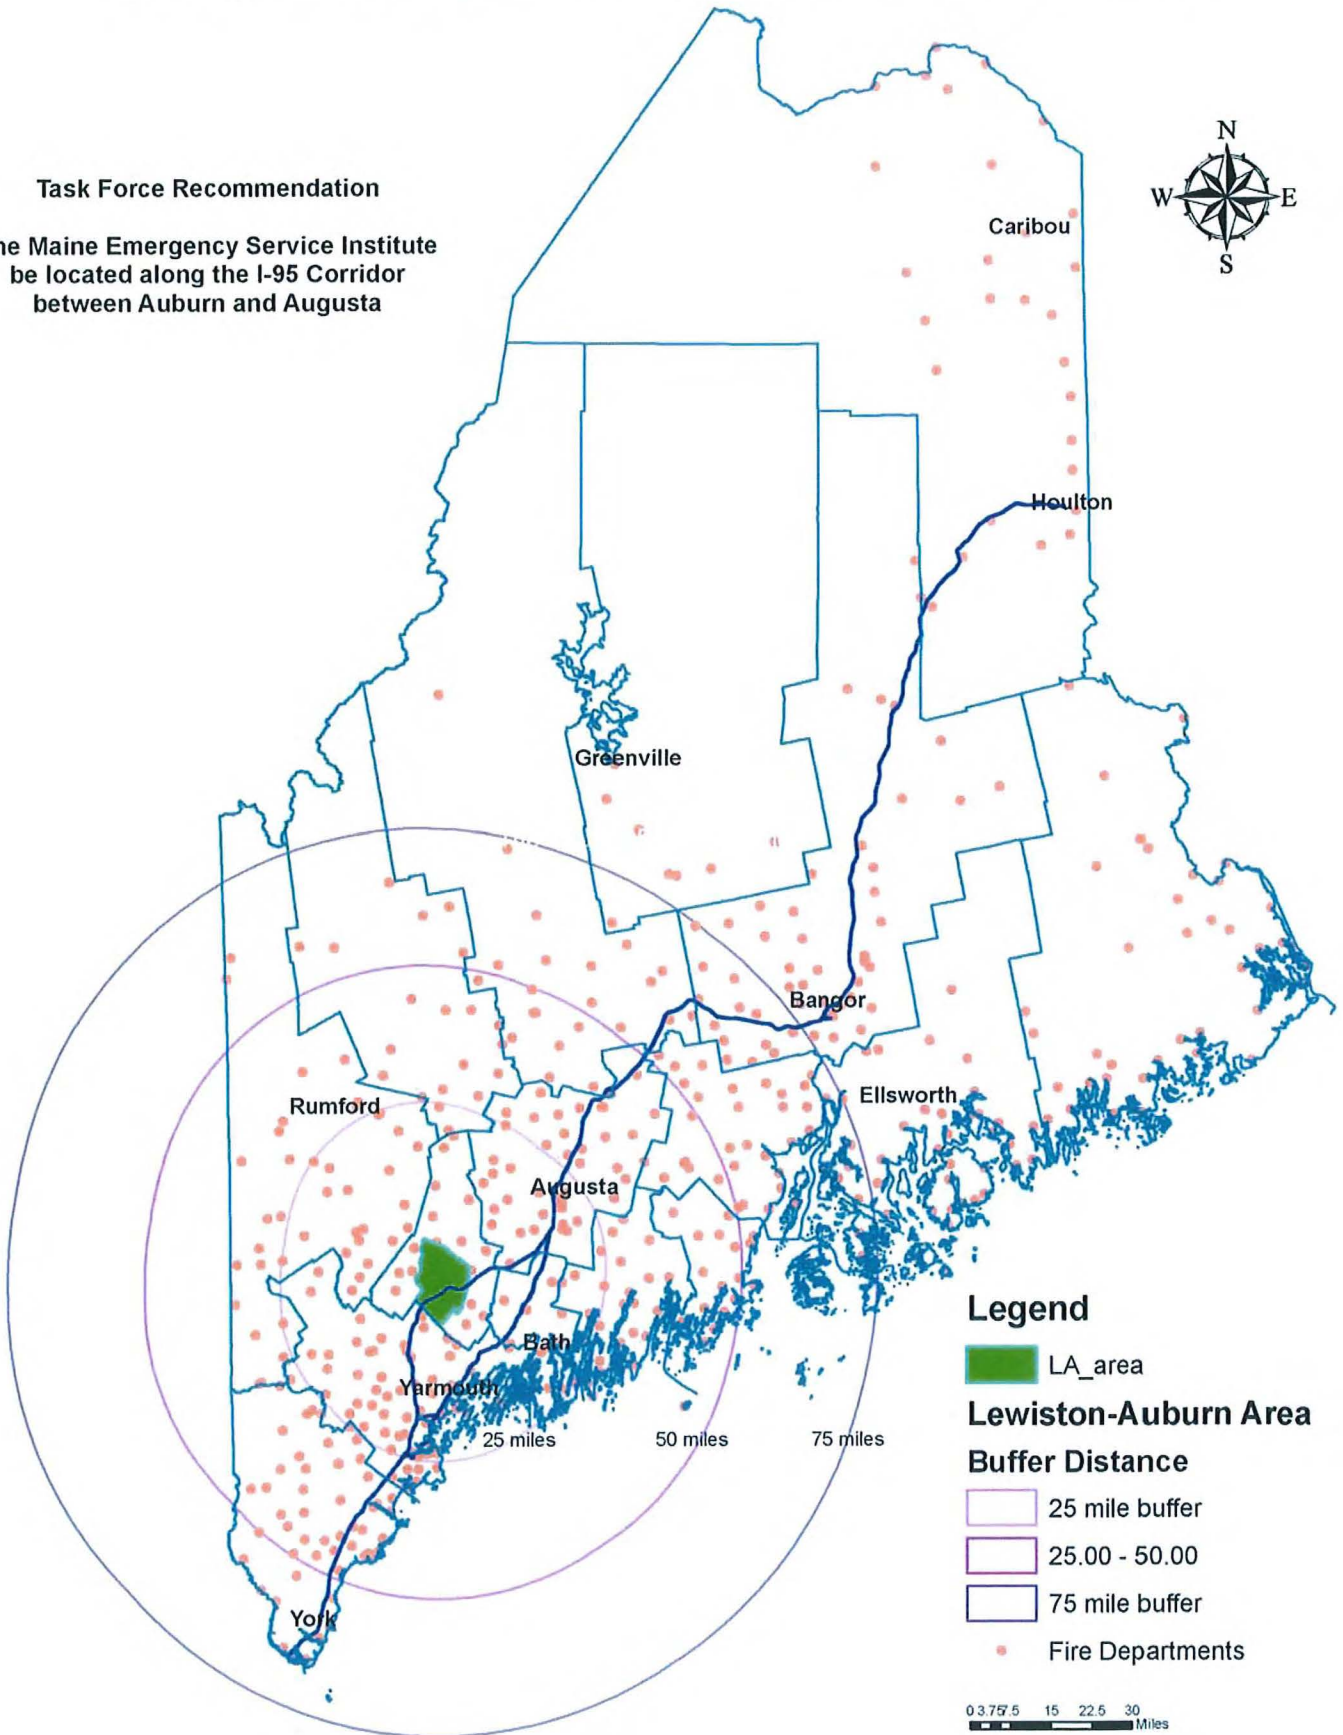 Task Force Recommendation
he Maine Emergency Service Institute
be located along the I-95 Corridor
between Auburn and Augusta
N
W E
S
Caribou
Houlton
Greenville
Bangor
Ellsworth
Rumford
Augusta
Bath
Yarmouth
25 miles 50 miles 75 miles
York
Legend
LA_area
Lewiston-Auburn Area
Buffer Distance
25 mile buffer
25.00 - 50.00
75 mile buffer
Fire Departments
0 3.75 7.5 15 22.5 30
Miles